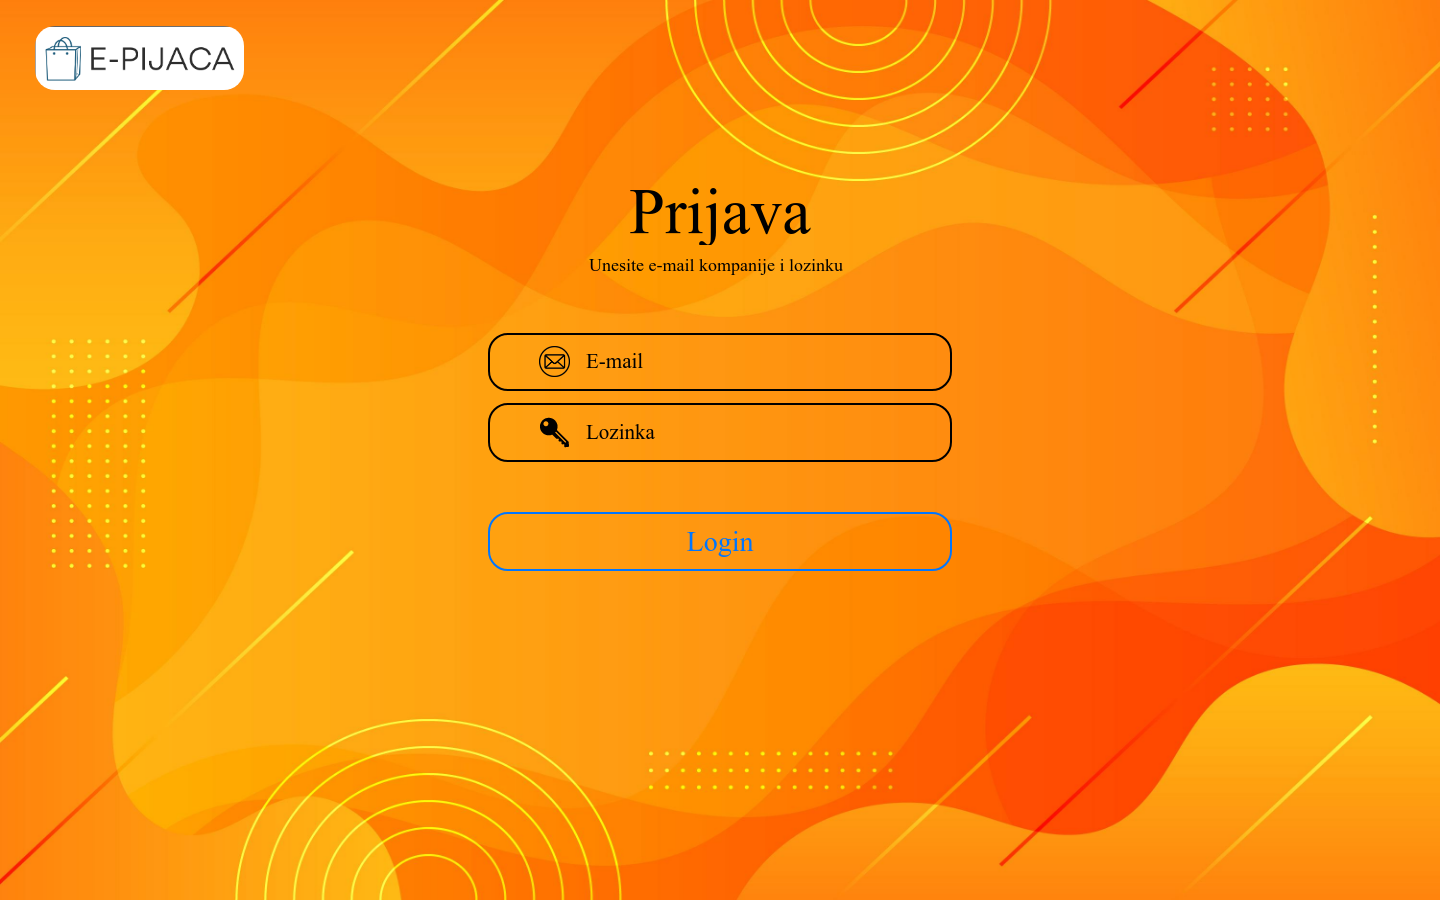 E-PIJACA
Prijava
Unesite e-mail kompanije i lozinku
E-mail
Lozinka
Login